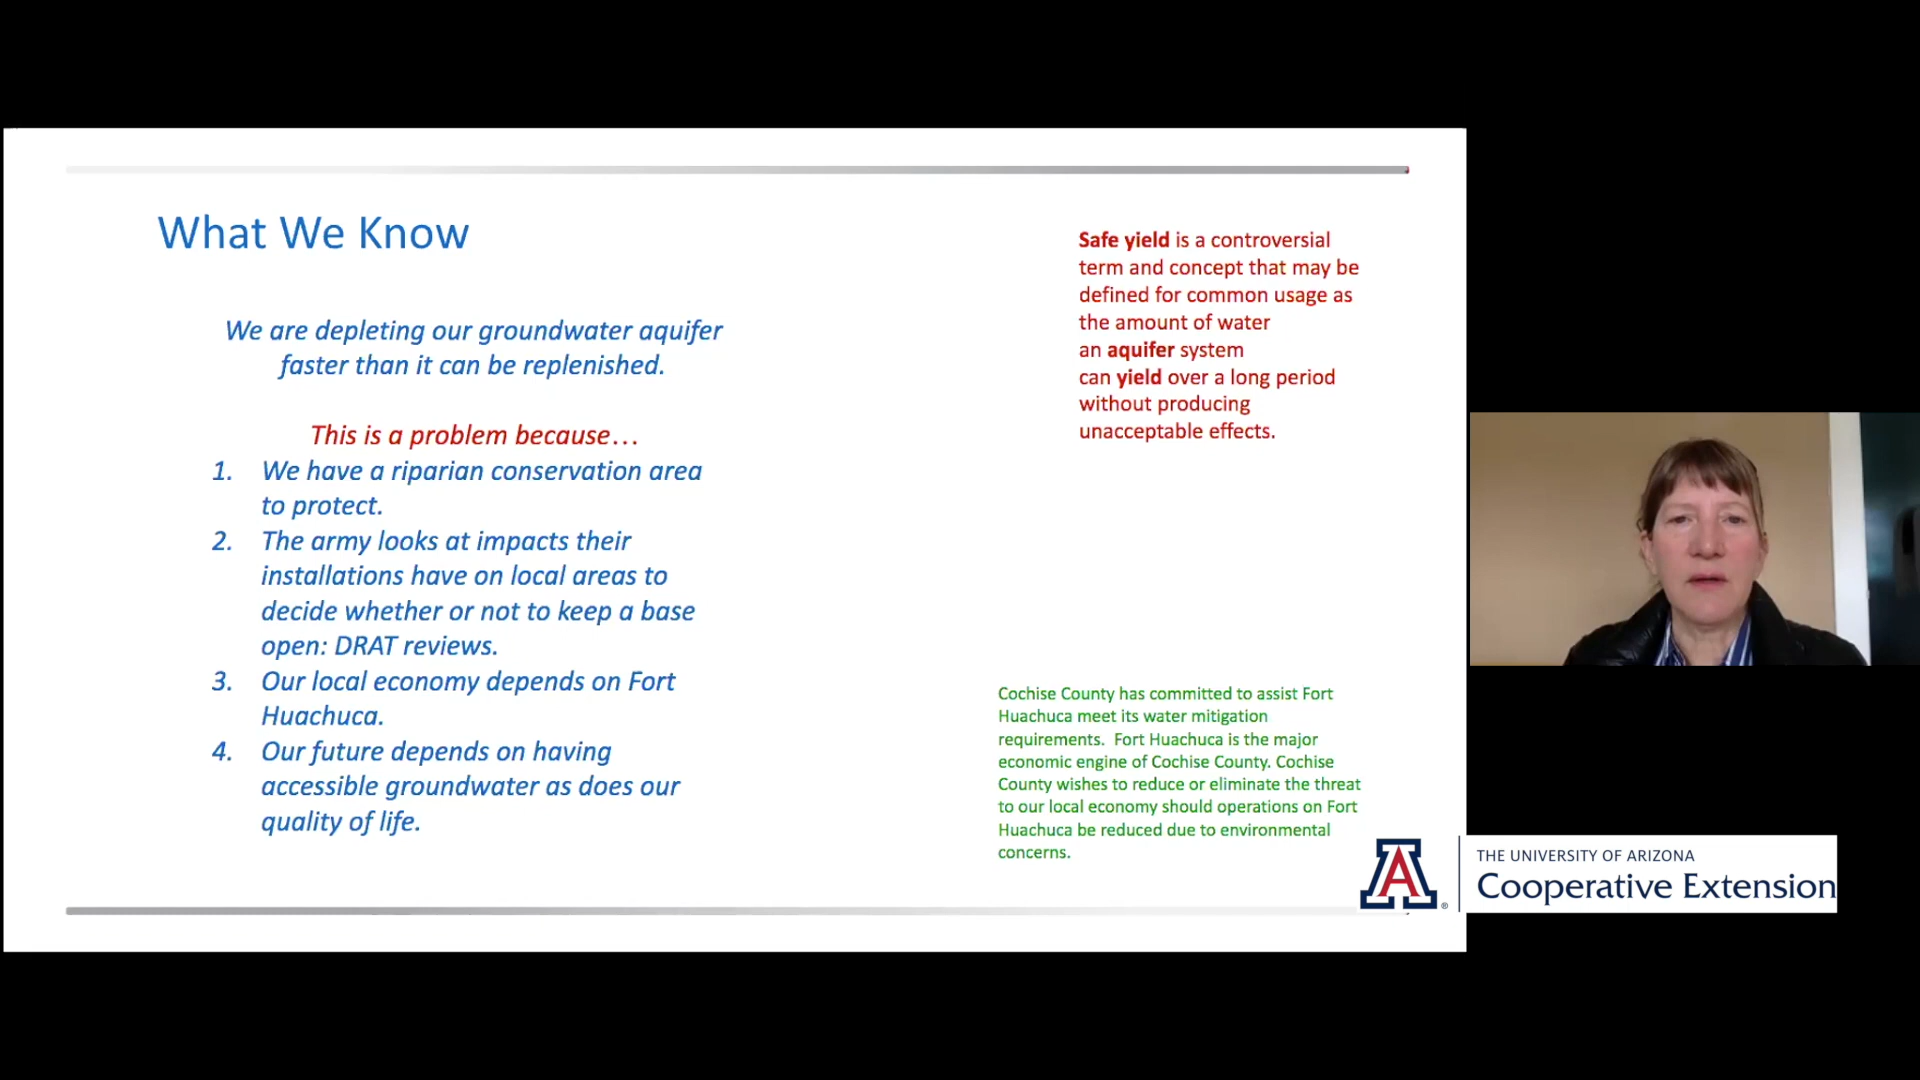 What We Know
We are depleting our groundwater aquifer
faster than it can be replenished.
This is a problem because…
1. We have a riparian conservation area
to protect.
2. The army looks at impacts their
installations have on local areas to
decide whether or not to keep a base
open: DRAT reviews.
3. Our local economy depends on Fort
Huachuca.
4. Our future depends on having
accessible groundwater as does our
quality of life.
Safe yield is a controversial
term and concept that may be
defined for common usage as
the amount of water
an aquifer system
can yield over a long period
without producing
unacceptable effects.
Cochise County has committed to assist Fort
Huachuca meet its water mitigation
requirements. Fort Huachuca is the major
economic engine of Cochise County. Cochise
County wishes to reduce or eliminate the threat
to our local economy should operations on Fort
Huachuca be reduced due to environmental
concerns.
A ®
THE UNIVERSITY OF ARIZONA
Cooperative Extension